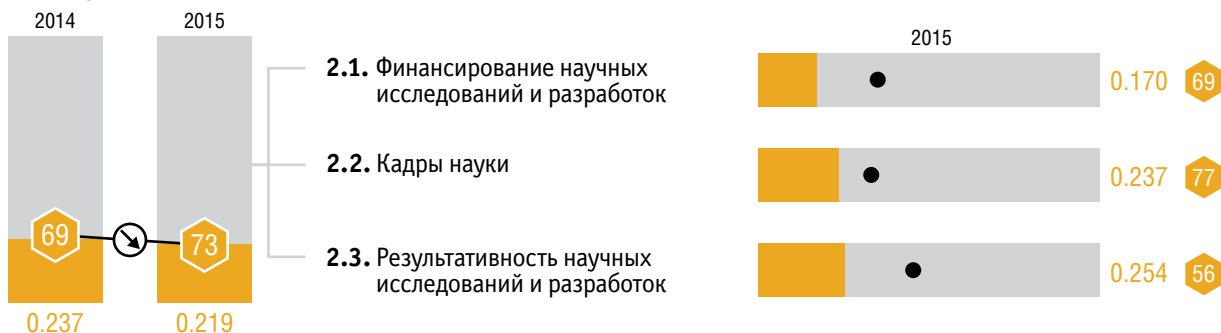 2014
2015
69
73
0.237
0.219
2.1. Финансирование научных
исследований и разработок
2.2. Кадры науки
2.3. Результативность научных
исследований и разработок
2015
0.170 69
0.237 77
0.254 56